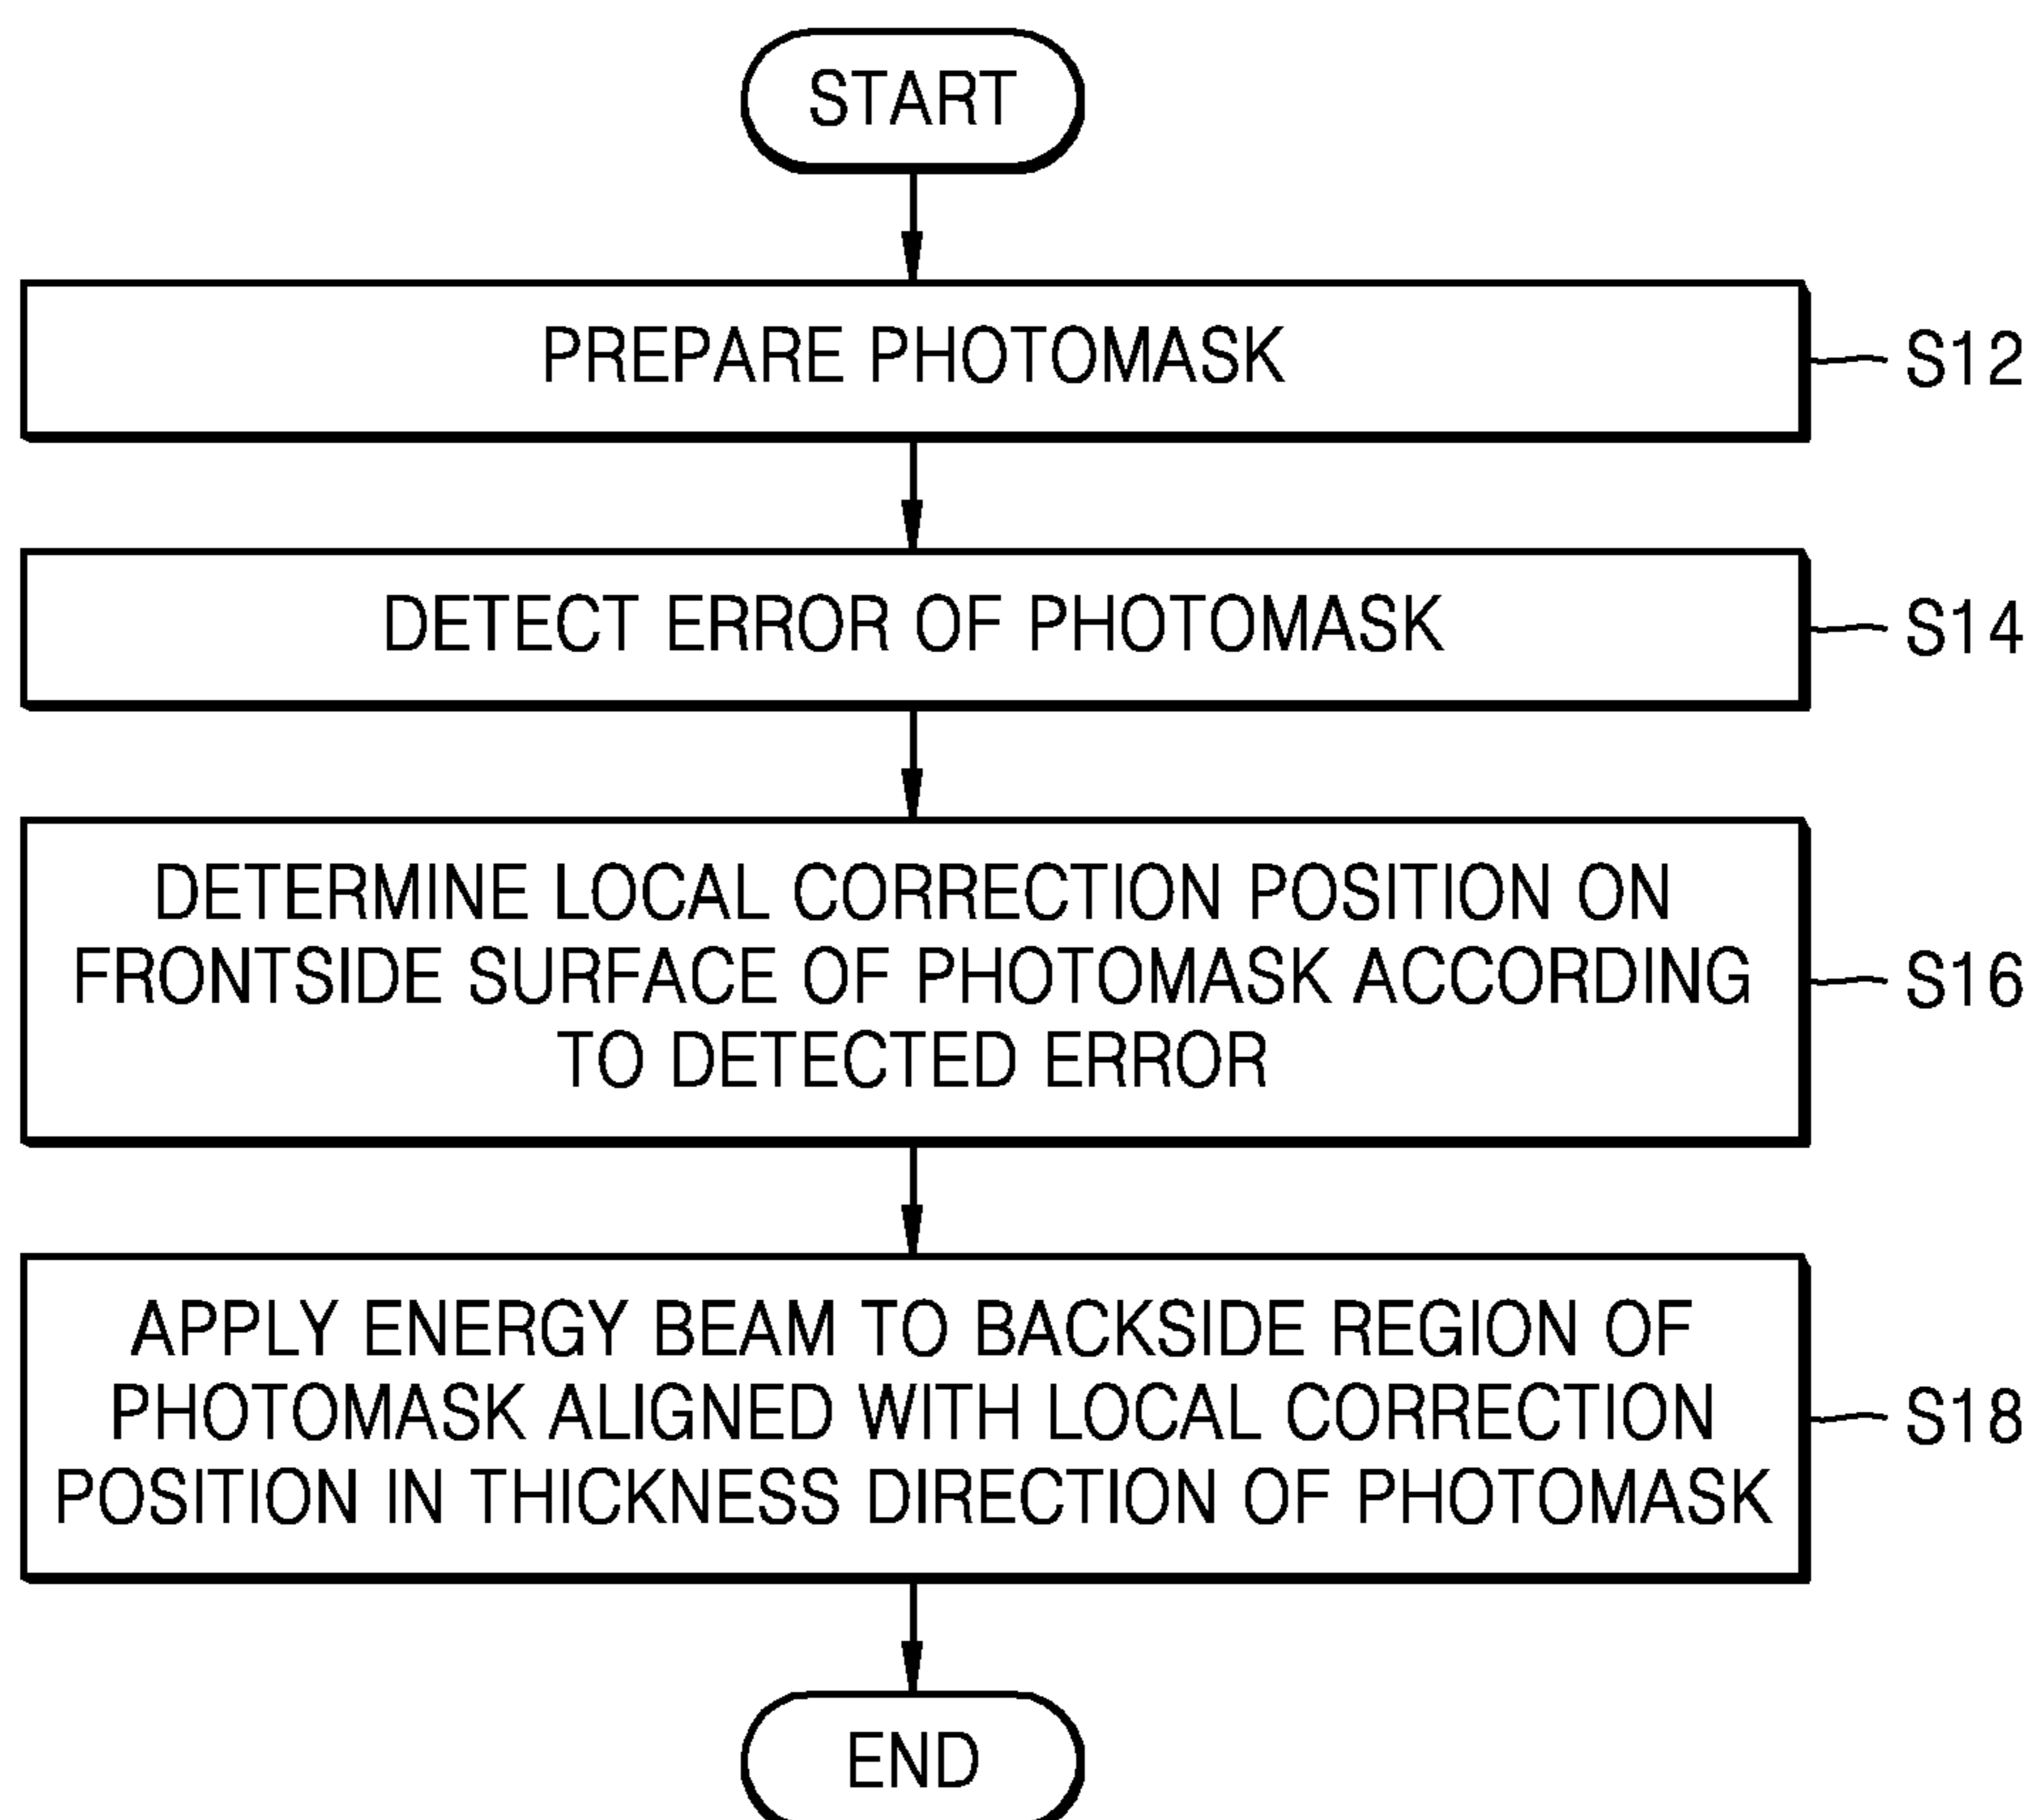 START
PREPARE PHOTOMASK
S12
DETECT ERROR OF PHOTOMASK
S14
DETERMINE LOCAL CORRECTION POSITION ON
FRONTSIDE SURFACE OF PHOTOMASK ACCORDING
TO DETECTED ERROR
S16
APPLY ENERGY BEAM TO BACKSIDE REGION OF
PHOTOMASK ALIGNED WITH LOCAL CORRECTION
POSITION IN THICKNESS DIRECTION OF PHOTOMASK
S18
END